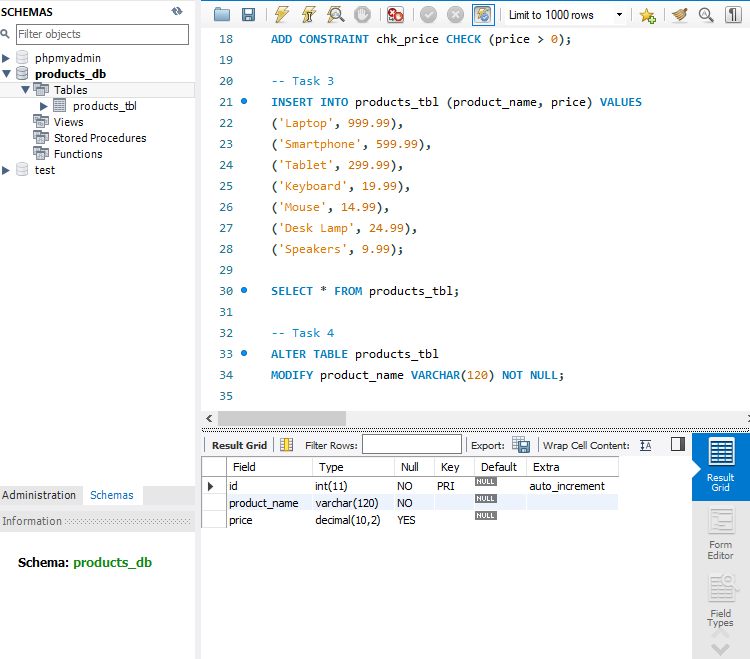 SCHEMAS
Filter objects
phpmyadmin
products_db
Tables
products_tbl
Views
Stored Procedures
Functions
test
Administration Schemas
Information
Schema: products_db
Limit to 1000 rows
18 ADD CONSTRAINT chk_price CHECK (price > 0);
19
20 -- Task 3
21 INSERT INTO products_tbl (product_name, price) VALUES
22 ('Laptop', 999.99),
23 ('Smartphone', 599.99),
24 ('Tablet', 299.99),
25 ('Keyboard', 19.99),
26 ('Mouse', 14.99),
27 ('Desk Lamp', 24.99),
28 ('Speakers', 9.99);
29
30 SELECT * FROM products_tbl;
31
32 -- Task 4
33 ALTER TABLE products_tbl
34 MODIFY product_name VARCHAR(120) NOT NULL;
35
Result Grid Filter Rows: Export: Wrap Cell Content:
Field Type Null Key Default Extra
id int(11) NO PRI NULL auto_increment
product_name varchar(120) NO NULL
price decimal(10,2) YES NULL
Result
Grid
Form
Editor
Field
Types